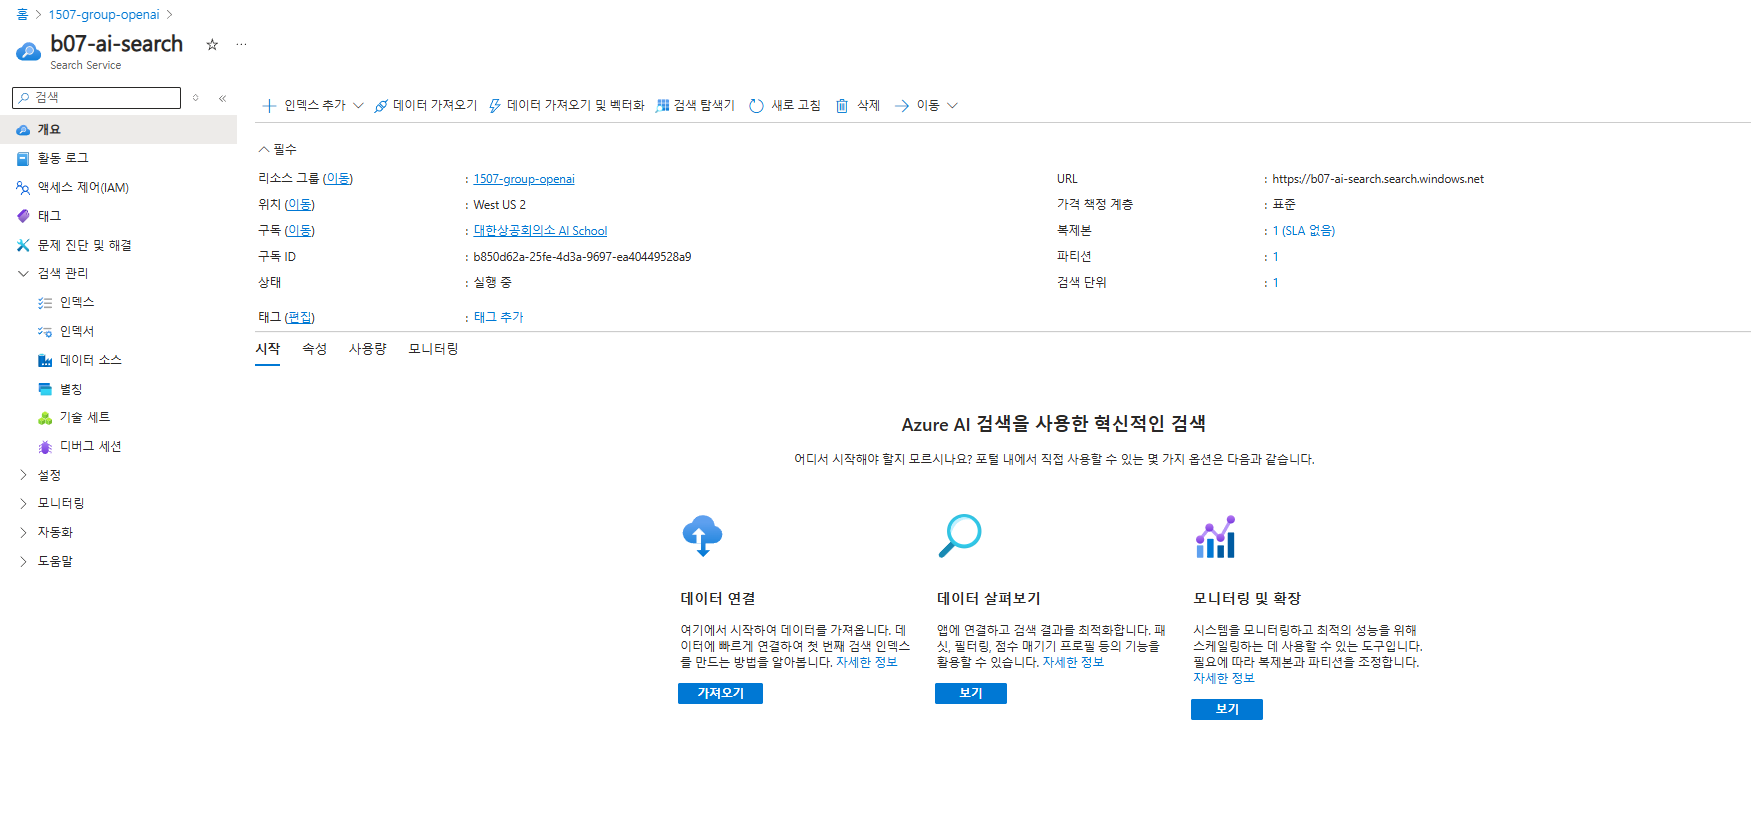 홈 > 1507-group-openai >
b07-ai-search ☆ ...
Search Service
검색
개요
활동 로그
액세스 제어(IAM)
태그
문제 진단 및 해결
검색 관리
인덱스
인덱서
데이터 소스
별칭
기술 세트
디버그 세션
설정
모니터링
자동화
도움말
인덱스 추가 데이터 가져오기 데이터 가져오기 및 벡터화 검색 탐색기 새로 고침 삭제 이동
필수
리소스 그룹 (이동) : 1507-group-openai
위치 (이동) : West US 2
구독 (이동) : 대한상공회의소 AI School
구독 ID : b850d62a-25fe-4d3a-9697-ea40449528a9
상태 : 실행 중
태그 (편집) : 태그 추가
URL : https://b07-ai-search.search.windows.net
가격 책정 계층 : 표준
복제본 : 1 (SLA 없음)
파티션 : 1
검색 단위 : 1
시작 속성 사용량 모니터링
Azure AI 검색을 사용한 혁신적인 검색
어디서 시작해야 할지 모르시나요? 포털 내에서 직접 사용할 수 있는 몇 가지 옵션은 다음과 같습니다.
데이터 연결
여기에서 시작하여 데이터를 가져옵니다. 데
이터에 빠르게 연결하여 첫 번째 검색 인덱스
를 만드는 방법을 알아봅니다. 자세한 정보
가져오기
데이터 살펴보기
앱에 연결하고 검색 결과를 최적화합니다. 패
싯, 필터링, 점수 매기기 프로필 등의 기능을
활용할 수 있습니다. 자세한 정보
보기
모니터링 및 확장
시스템을 모니터링하고 최적의 성능을 위해
스케일링하는 데 사용할 수 있는 도구입니다.
필요에 따라 복제본과 파티션을 조정합니다.
자세한 정보
보기